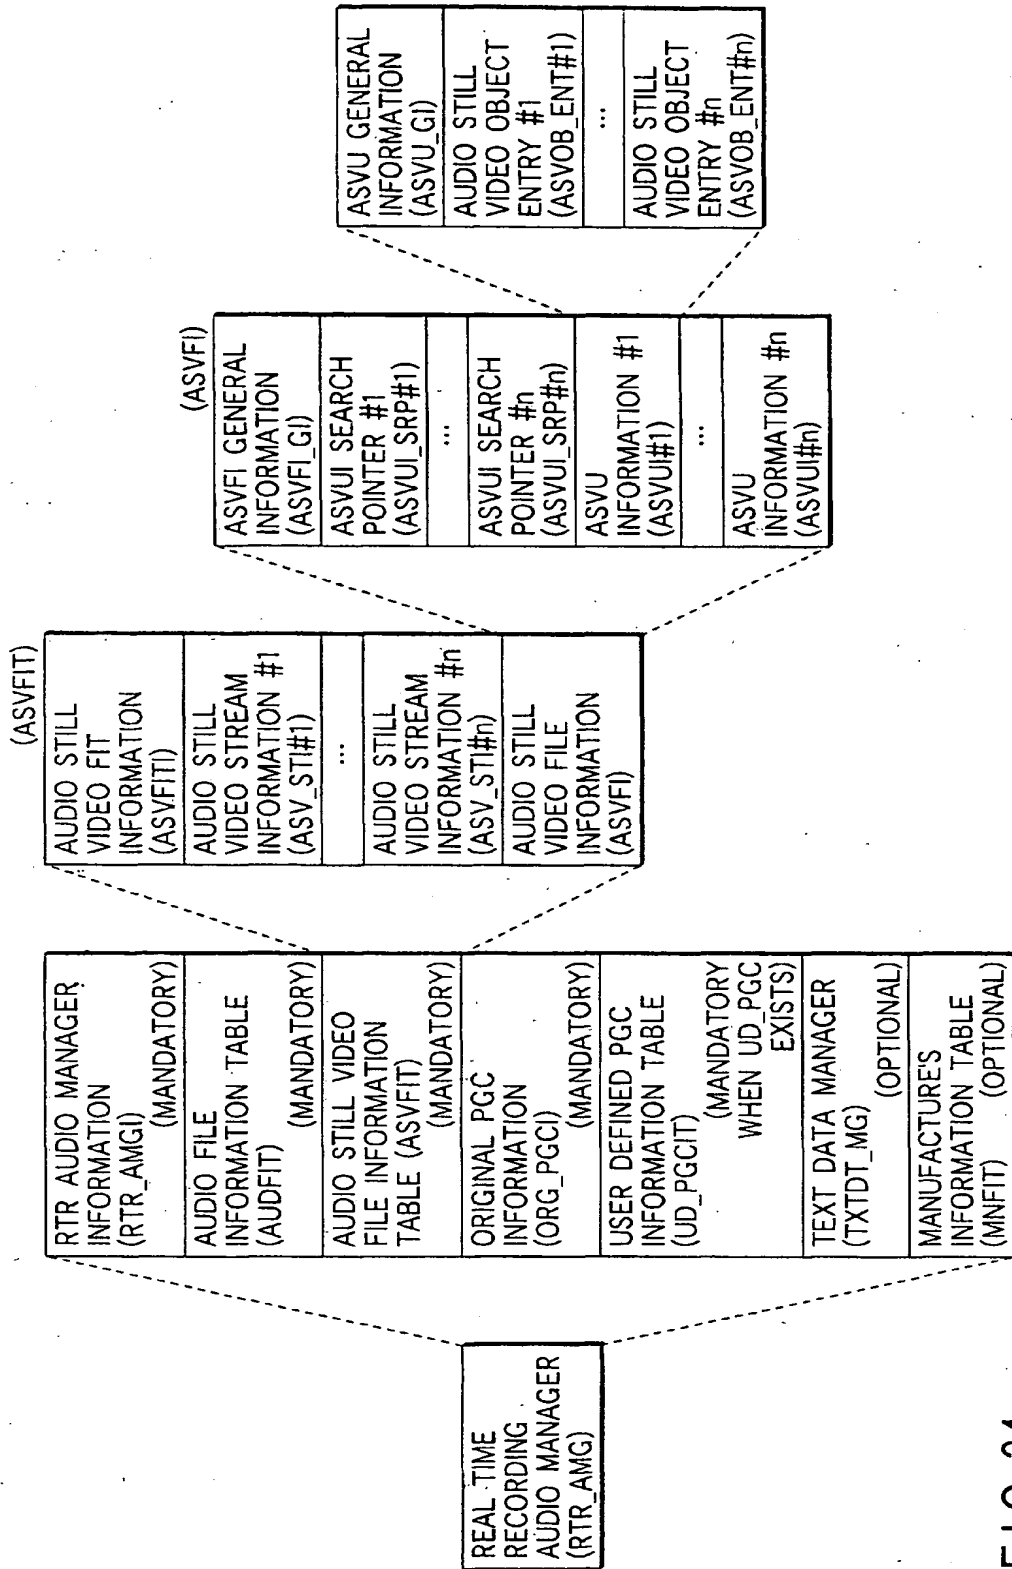 REAL TIME
RECORDING
AUDIO MANAGER
(RTR_AMG)
RTR AUDIO MANAGER
INFORMATION
(RTR_AMGI)
(MANDATORY)
AUDIO FILE
INFORMATION TABLE
(AUDFIT)
(MANDATORY)
AUDIO STILL VIDEO
FILE INFORMATION
TABLE (ASVFIT)
(MANDATORY)
ORIGINAL PGC
INFORMATION
(ORG_PGCI)
(MANDATORY)
USER DEFINED PGC
INFORMATION TABLE
(UD_PGCIT)
(MANDATORY
WHEN UD_PGC
EXISTS)
TEXT DATA MANAGER
(TXTDT_MG)
(OPTIONAL)
MANUFACTURE'S
INFORMATION TABLE
(MNFIT) (OPTIONAL)
(ASVFIT)
AUDIO STILL
VIDEO FIT
INFORMATION
(ASVFITI)
AUDIO STILL
VIDEO STREAM
INFORMATION #1
(ASV_STI#1)
...
AUDIO STILL
VIDEO STREAM
INFORMATION #n
(ASV_STI#n)
AUDIO STILL
VIDEO FILE
INFORMATION
(ASVFI)
(ASVFI)
ASVFI GENERAL
INFORMATION
(ASVFI_GI)
ASVUI SEARCH
POINTER #1
(ASVUI_SRP#1)
...
ASVUI SEARCH
POINTER #n
(ASVUI_SRP#n)
ASVU
INFORMATION #1
(ASVUI#1)
...
ASVU
INFORMATION #n
(ASVUI#n)
ASVU GENERAL
INFORMATION
(ASVU_GI)
AUDIO STILL
VIDEO OBJECT
ENTRY #1
(ASVOB_ENT#1)
...
AUDIO STILL
VIDEO OBJECT
ENTRY #n
(ASVOB_ENT#n)